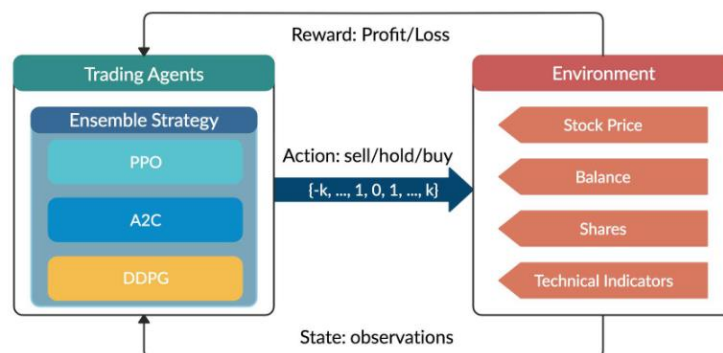 Reward: Profit/Loss
Trading Agents
Ensemble Strategy
PPO
A2C
DDPG
Action: sell/hold/buy
{-k, ..., 1, 0, 1, ..., k}
Environment
Stock Price
Balance
Shares
Technical Indicators
State: observations